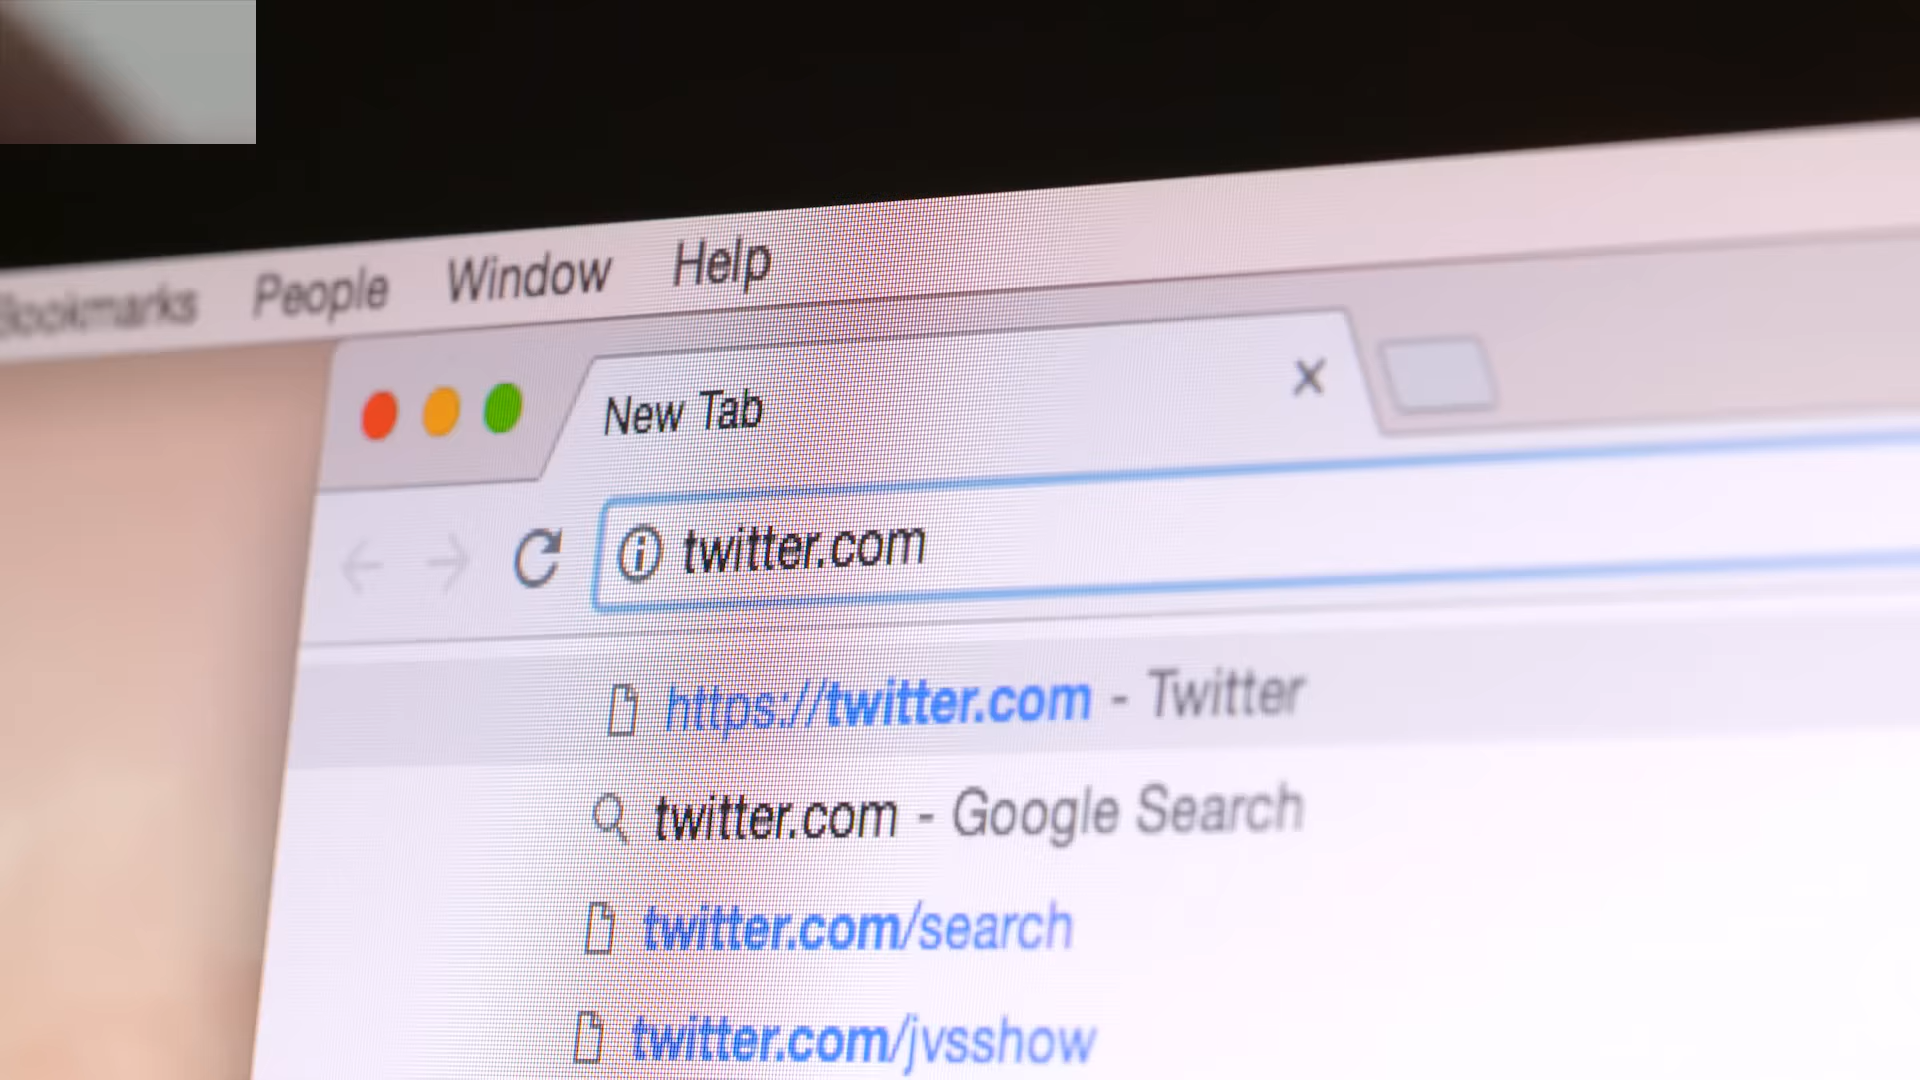 Bookmarks People Window Help
New Tab
twitter.com
https://twitter.com - Twitter
twitter.com - Google Search
twitter.com/search
twitter.com/jvsshow